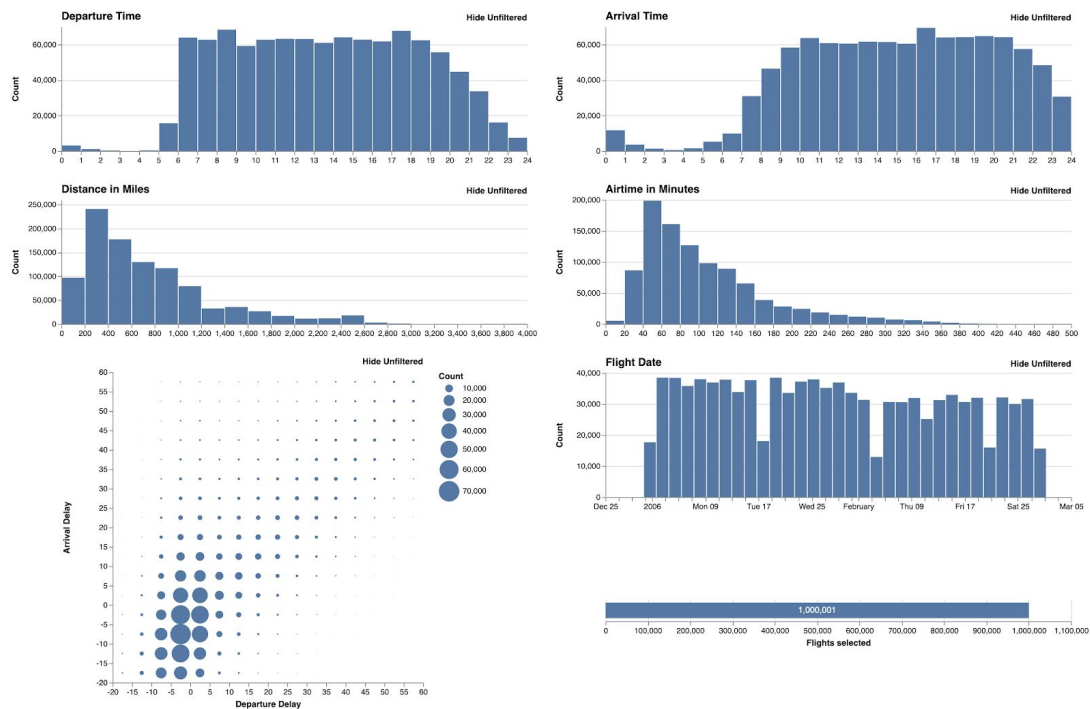 Departure Time
Hide Unfiltered
60,000
40,000
20,000
0
Count
0 1 2 3 4 5 6 7 8 9 10 11 12 13 14 15 16 17 18 19 20 21 22 23 24
Arrival Time
Hide Unfiltered
60,000
40,000
20,000
0
Count
0 1 2 3 4 5 6 7 8 9 10 11 12 13 14 15 16 17 18 19 20 21 22 23 24
Distance in Miles
Hide Unfiltered
250,000
200,000
150,000
100,000
50,000
0
Count
0 200 400 600 800 1,000 1,200 1,400 1,600 1,800 2,000 2,200 2,400 2,600 2,800 3,000 3,200 3,400 3,600 3,800 4,000
Airtime in Minutes
Hide Unfiltered
200,000
150,000
100,000
50,000
0
Count
0 20 40 60 80 100 120 140 160 180 200 220 240 260 280 300 320 340 360 380 400 420 440 460 480 500
Hide Unfiltered
60
55
50
45
40
35
30
25
20
15
10
5
0
-5
-10
-15
-20
Arrival Delay
-20 -15 -10 -5 0 5 10 15 20 25 30 35 40 45 50 55 60
Departure Delay
Count
10,000
20,000
30,000
40,000
50,000
60,000
70,000
Flight Date
Hide Unfiltered
40,000
30,000
20,000
10,000
0
Count
Dec 25 2006 Mon 09 Tue 17 Wed 25 February Thu 09 Fri 17 Sat 25 Mar 05
1,000,001
0 100,000 200,000 300,000 400,000 500,000 600,000 700,000 800,000 900,000 1,000,000 1,100,000
Flights selected